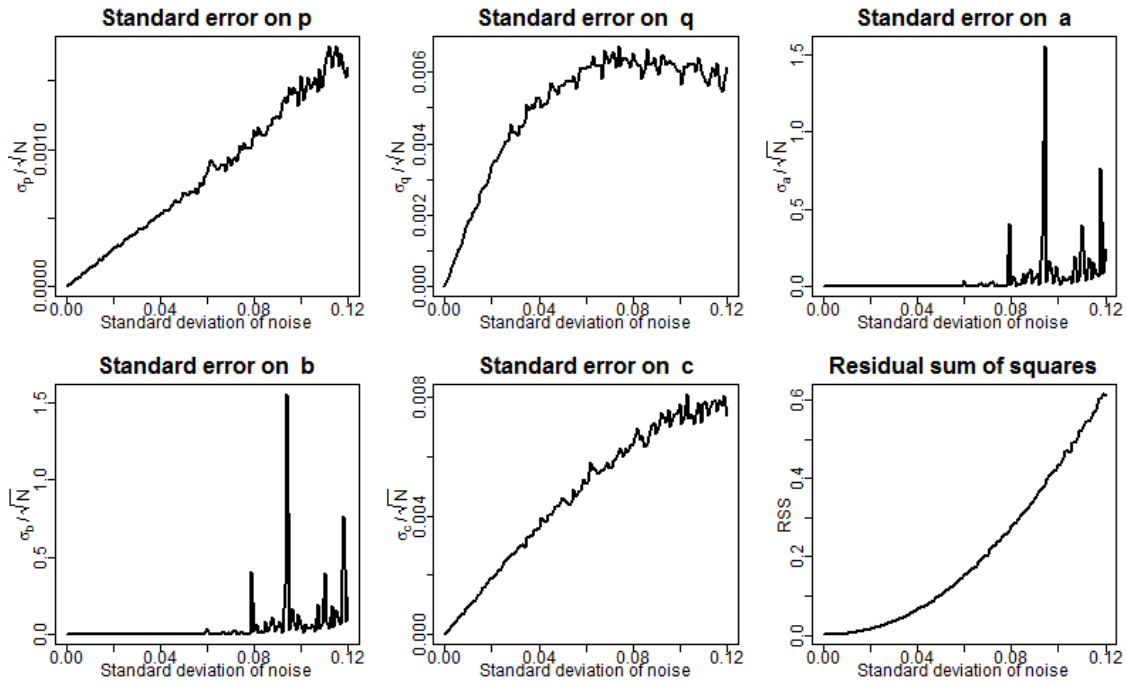 Standard error on p
σp /√N
0.0000
0.0010
0.00
0.04
0.08
0.12
Standard deviation of noise
Standard error on q
σq /√N
0.000
0.002
0.004
0.006
0.00
0.04
0.08
0.12
Standard deviation of noise
Standard error on a
σa /√N
0.0
0.5
1.0
1.5
0.00
0.04
0.08
0.12
Standard deviation of noise
Standard error on b
σb /√N
0.0
0.5
1.0
1.5
0.00
0.04
0.08
0.12
Standard deviation of noise
Standard error on c
σc /√N
0.000
0.004
0.008
0.00
0.04
0.08
0.12
Standard deviation of noise
Residual sum of squares
RSS
0.0
0.2
0.4
0.6
0.00
0.04
0.08
0.12
Standard deviation of noise